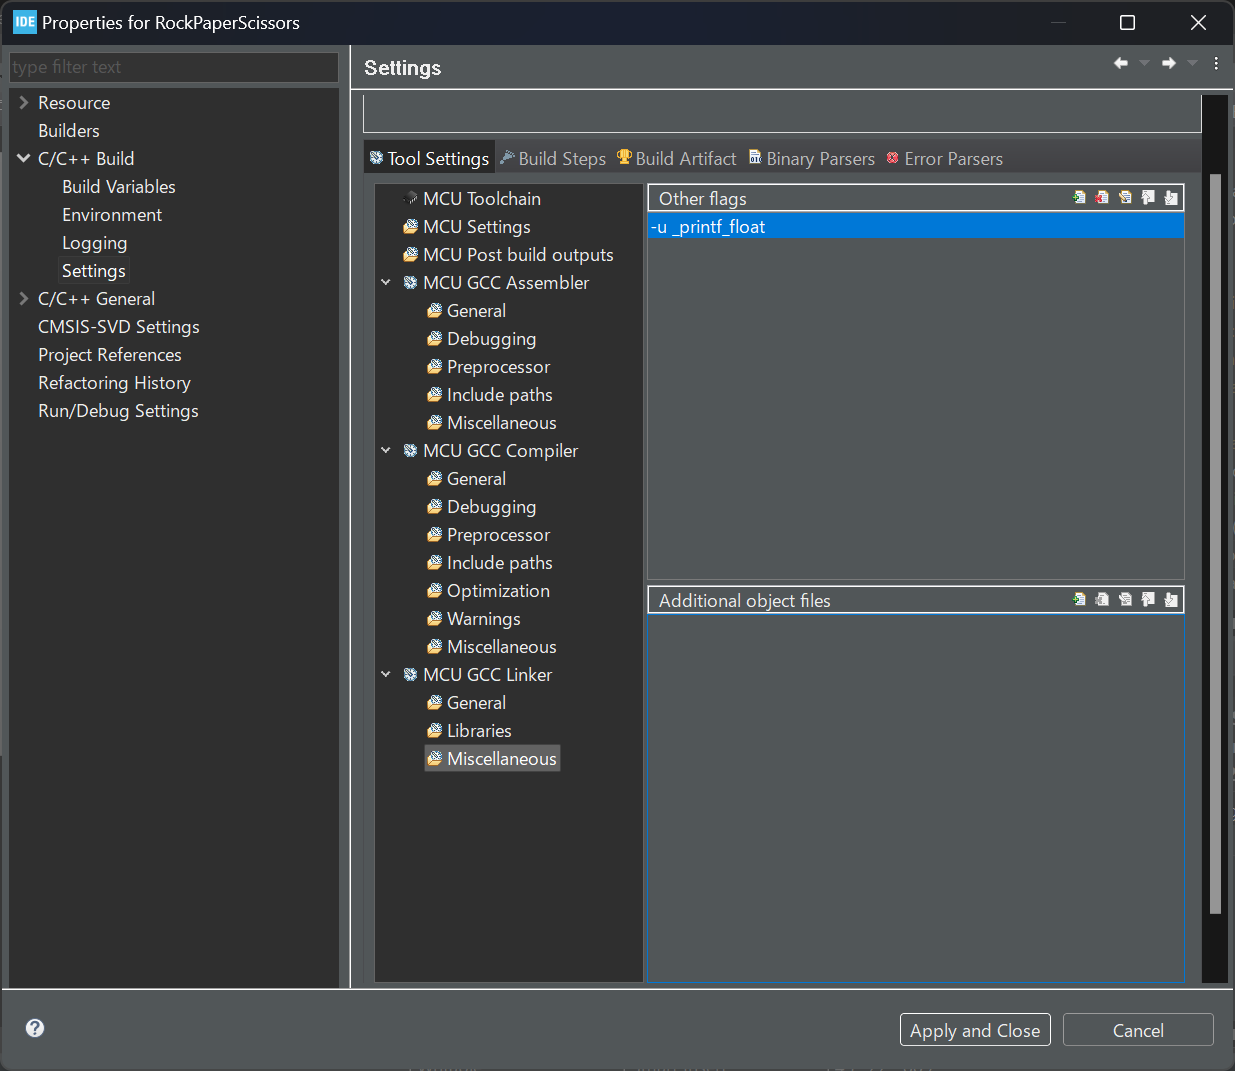 IDE Properties for RockPaperScissors
type filter text
Resource
Builders
C/C++ Build
Build Variables
Environment
Logging
Settings
C/C++ General
CMSIS-SVD Settings
Project References
Refactoring History
Run/Debug Settings
Settings
Tool Settings Build Steps Build Artifact Binary Parsers Error Parsers
MCU Toolchain
MCU Settings
MCU Post build outputs
MCU GCC Assembler
General
Debugging
Preprocessor
Include paths
Miscellaneous
MCU GCC Compiler
General
Debugging
Preprocessor
Include paths
Optimization
Warnings
Miscellaneous
MCU GCC Linker
General
Libraries
Miscellaneous
Other flags
-u _printf_float
Additional object files
Apply and Close
Cancel